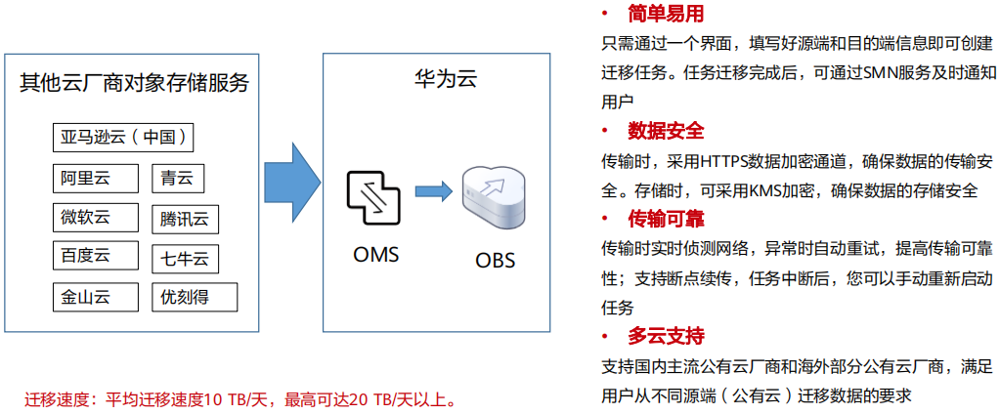 其他云厂商对象存储服务
亚马逊云（中国）
阿里云
青云
微软云
腾讯云
百度云
七牛云
金山云
优刻得
华为云
OMS
OBS
迁移速度：平均迁移速度10 TB/天，最高可达20 TB/天以上。
• 简单易用
只需通过一个界面，填写好源端和目的端信息即可创建
迁移任务。任务迁移完成后，可通过SMN服务及时通知
用户
• 数据安全
传输时，采用HTTPS数据加密通道，确保数据的传输安
全。存储时，可采用KMS加密，确保数据的存储安全
• 传输可靠
传输时实时侦测网络，异常时自动重试，提高传输可靠
性；支持断点续传，任务中断后，您可以手动重新启动
任务
• 多云支持
支持国内主流公有云厂商和海外部分公有云厂商，满足
用户从不同源端（公有云）迁移数据的要求